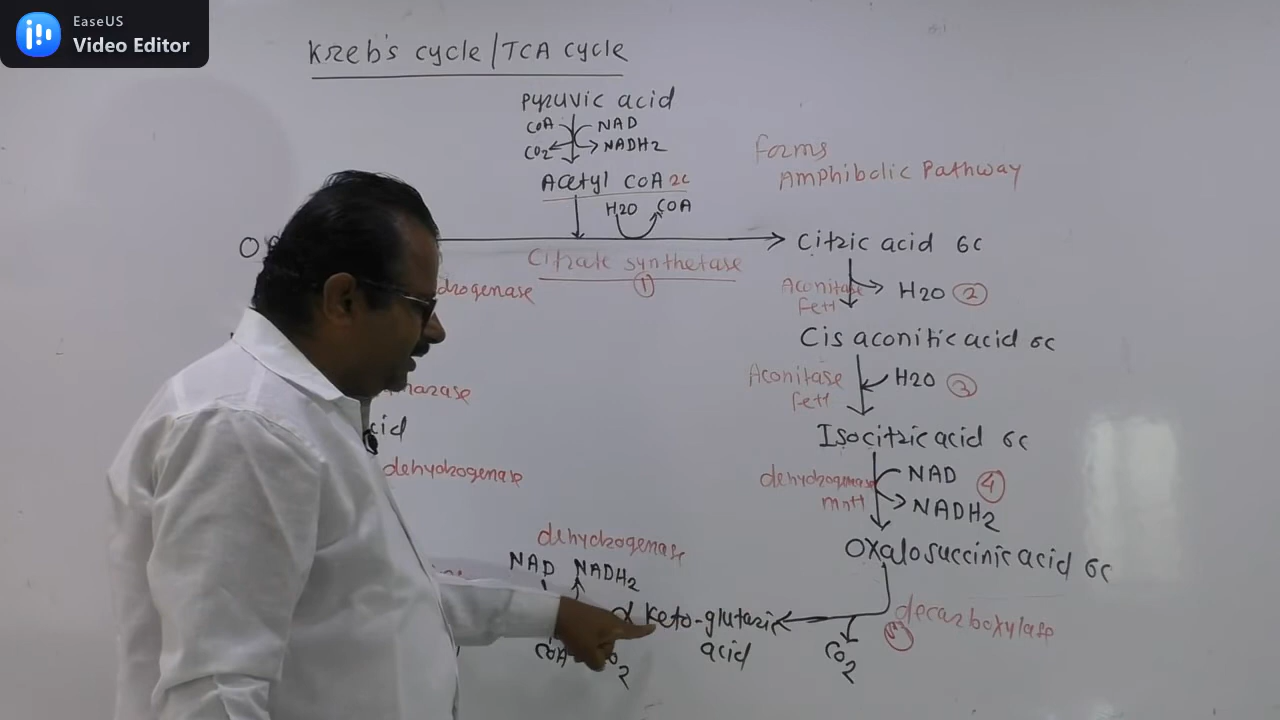 EaseUS
Video Editor
Kreb's cycle/TCA cycle
Pyruvic acid
CoA NAD
CO2 NADH2
Acetyl COA 2C
H2O COA
Forms
Amphibolic Pathway
Citric acid 6C
Citrate synthetase
1
Aconitase
Fe++
H2O 2
Cis aconitic acid 6C
Aconitase
Fe++
H2O 3
Isocitric acid 6C
dehydrogenase
NAD 4
mn++
NADH2
dehydrogenase
Oxalosuccinic acid 6C
dehydrogenase
NAD NADH2
α keto-glutaric
acid
decarboxylase
5
CO2
COA